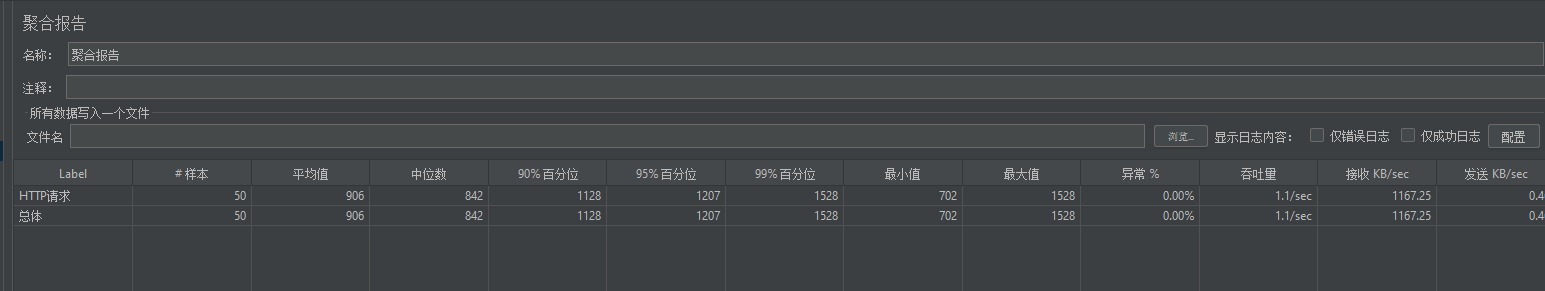 聚合报告
名称： 聚合报告
注释：
所有数据写入一个文件
文件名 浏览... 显示日志内容： 仅错误日志 仅成功日志 配置
Label # 样本 平均值 中位数 90% 百分位 95% 百分位 99% 百分位 最小值 最大值 异常 % 吞吐量 接收 KB/sec 发送 KB/sec
HTTP请求 50 906 842 1128 1207 1528 702 1528 0.00% 1.1/sec 1167.25 0.4
总体 50 906 842 1128 1207 1528 702 1528 0.00% 1.1/sec 1167.25 0.4